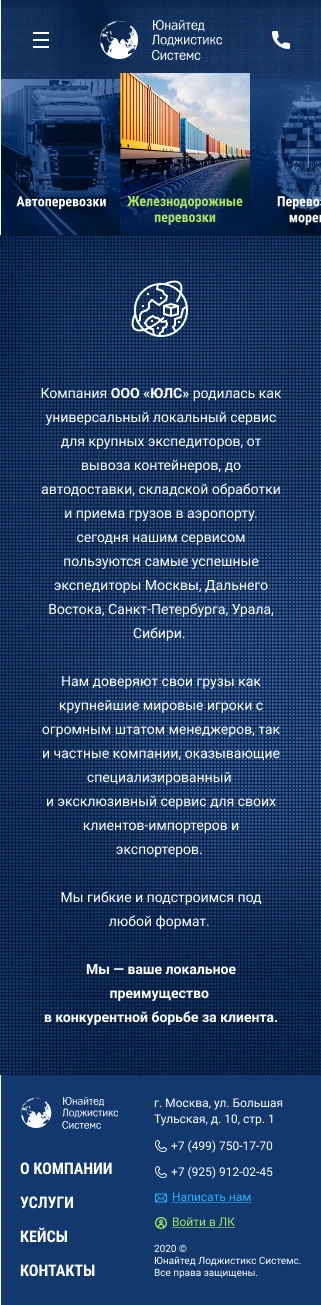 Юнайтед
Лоджистикс
Системс
Автоперевозки
Железнодорожные
перевозки
Перево
море
Компания ООО «ЮЛС» родилась как
универсальный локальный сервис
для крупных экспедиторов, от
вывоза контейнеров, до
автодоставки, складской обработки
и приема грузов в аэропорту.
сегодня нашим сервисом
пользуются самые успешные
экспедиторы Москвы, Дальнего
Востока, Санкт-Петербурга, Урала,
Сибири.
Нам доверяют свои грузы как
крупнейшие мировые игроки с
огромным штатом менеджеров, так
и частные компании, оказывающие
специализированный
и эксклюзивный сервис для своих
клиентов-импортеров и
экспортеров.
Мы гибкие и подстроимся под
любой формат.
Мы — ваше локальное
преимущество
в конкурентной борьбе за клиента.
Юнайтед
Лоджистикс
Системс
О КОМПАНИИ
УСЛУГИ
КЕЙСЫ
КОНТАКТЫ
г. Москва, ул. Большая
Тульская, д. 10, стр. 1
+7 (499) 750-17-70
+7 (925) 912-02-45
Написать нам
Войти в ЛК
2020 ©
Юнайтед Лоджистикс Системс.
Все права защищены.